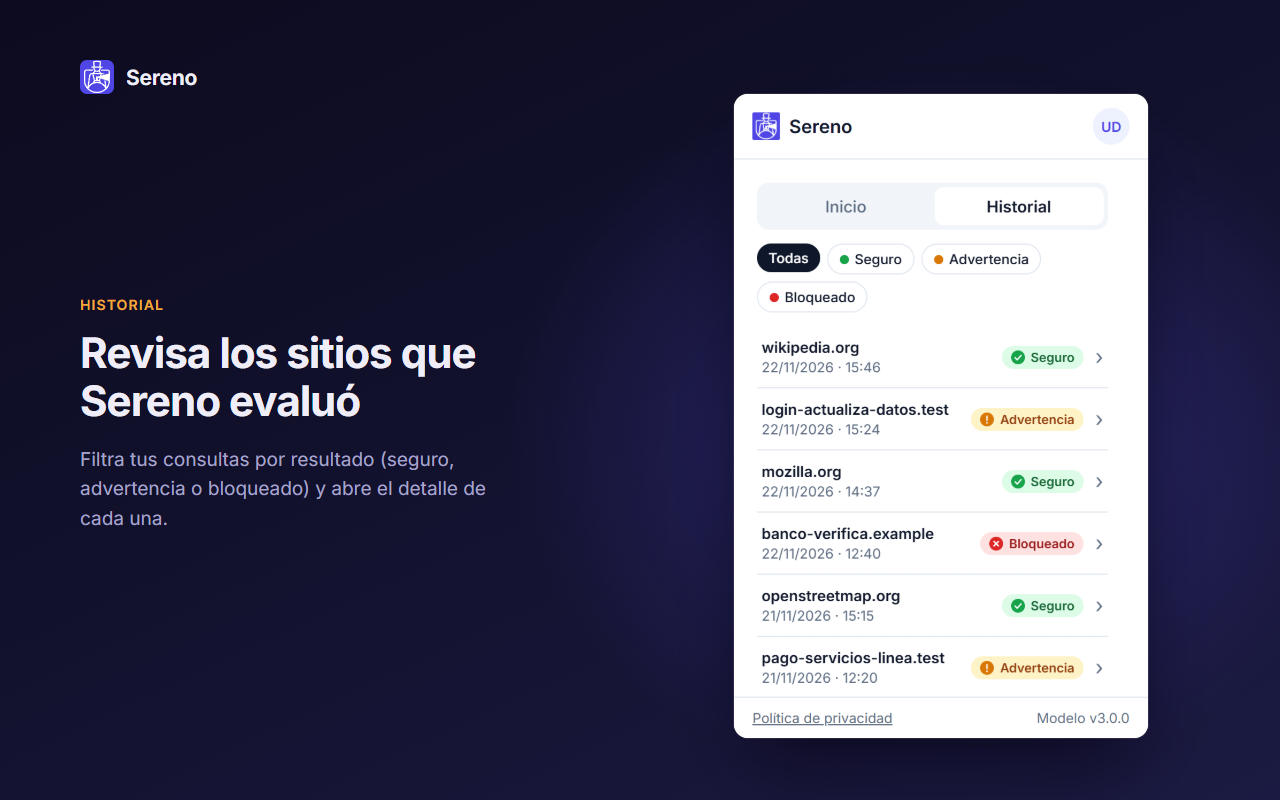 Sereno
HISTORIAL
Revisa los sitios que
Sereno evaluó
Filtra tus consultas por resultado (seguro,
advertencia o bloqueado) y abre el detalle de
cada una.
Sereno
UD
Inicio
Historial
Todas
Seguro
Advertencia
Bloqueado
wikipedia.org
22/11/2026 · 15:46
Seguro
login-actualiza-datos.test
22/11/2026 · 15:24
Advertencia
mozilla.org
22/11/2026 · 14:37
Seguro
banco-verifica.example
22/11/2026 · 12:40
Bloqueado
openstreetmap.org
21/11/2026 · 15:15
Seguro
pago-servicios-linea.test
21/11/2026 · 12:20
Advertencia
Política de privacidad
Modelo v3.0.0